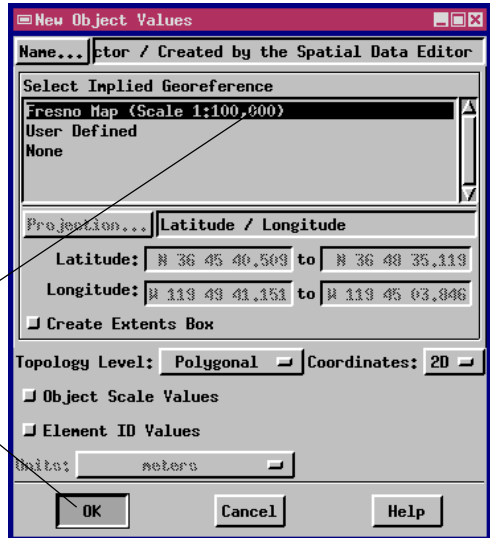 New Object Values
Name... ctor / Created by the Spatial Data Editor
Select Implied Georeference
Fresno Map (Scale 1:100,000)
User Defined
None
Projection... Latitude / Longitude
Latitude: N 36 45 40.509 to N 36 48 35.119
Longitude: W 119 49 41.151 to W 119 45 03.846
Create Extents Box
Topology Level: Polygonal Coordinates: 2D
Object Scale Values
Element ID Values
Units: meters
OK Cancel Help